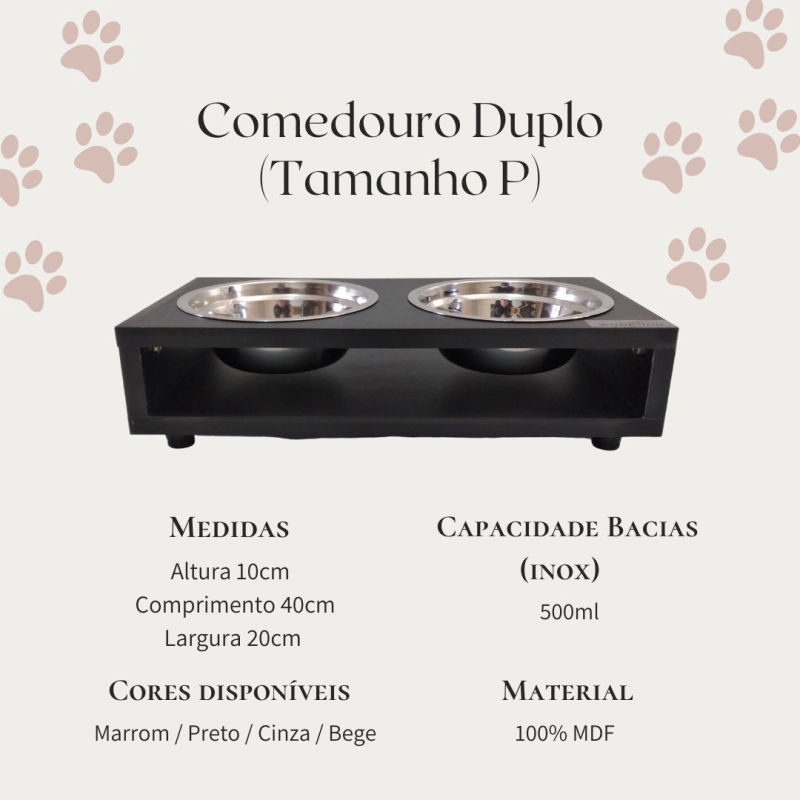 Comedouro Duplo
(Tamanho P)
Medidas
Altura 10cm
Comprimento 40cm
Largura 20cm
Capacidade Bacias
(inox)
500ml
Cores disponíveis
Marrom / Preto / Cinza / Bege
Material
100% MDF